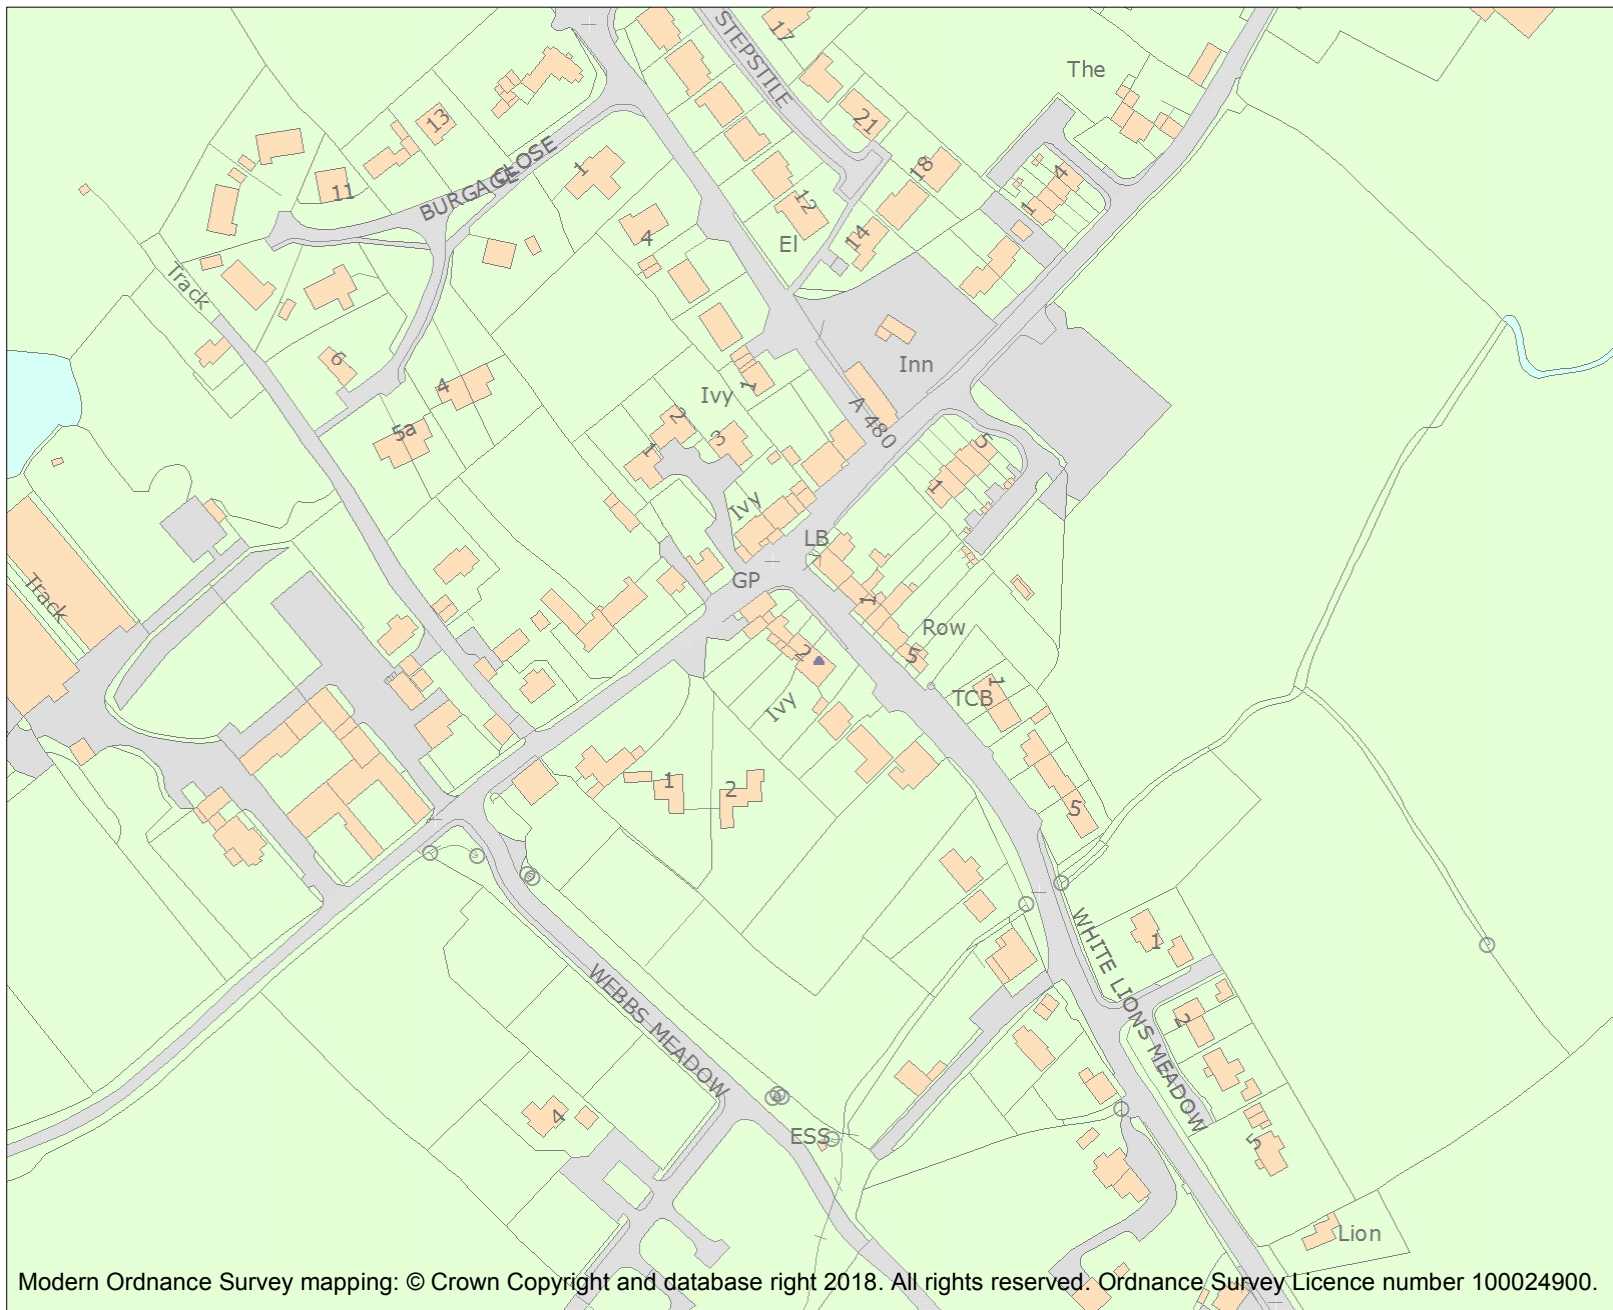 STEPSTILE
17
The
21
13
BURGAGE CLOSE
1
18
4
11
12
1
4
14
El
Track
6
4
Inn
1
Ivy
A 480
2
3
5a
1
5
1
Ivy
LB
GP
Track
1
Row
2
5
1
TCB
Ivy
1
2
5
WHITE LIONS MEADOW
1
WEBBS MEADOW
2
4
ESS
5
Lion
Modern Ordnance Survey mapping: © Crown Copyright and database right 2018. All rights reserved. Ordnance Survey Licence number 100024900.